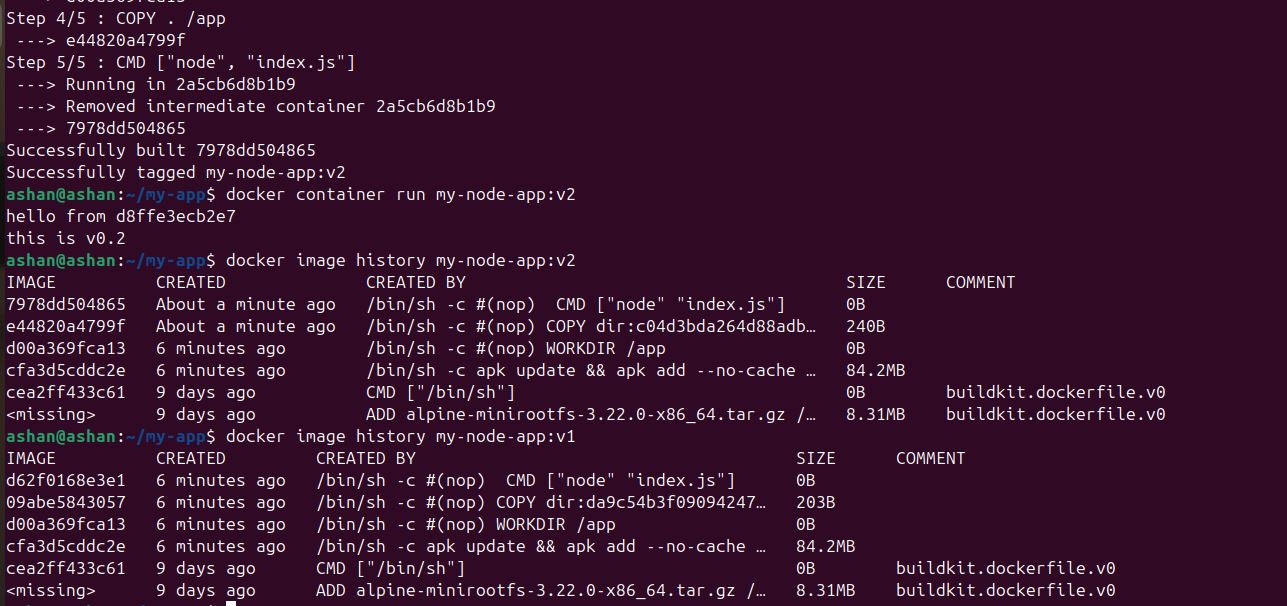 Step 4/5 : COPY . /app
 ---> e44820a4799f
Step 5/5 : CMD ["node", "index.js"]
 ---> Running in 2a5cb6d8b1b9
 ---> Removed intermediate container 2a5cb6d8b1b9
 ---> 7978dd504865
Successfully built 7978dd504865
Successfully tagged my-node-app:v2
ashan@ashan:~/my-app$ docker container run my-node-app:v2
hello from d8ffe3ecb2e7
this is v0.2
ashan@ashan:~/my-app$ docker image history my-node-app:v2
IMAGE          CREATED              CREATED BY                                      SIZE      COMMENT
7978dd504865   About a minute ago   /bin/sh -c #(nop)  CMD ["node" "index.js"]      0B
e44820a4799f   About a minute ago   /bin/sh -c #(nop) COPY dir:c04d3bda264d88adb…   240B
d00a369fca13   6 minutes ago        /bin/sh -c #(nop) WORKDIR /app                  0B
cfa3d5cddc2e   6 minutes ago        /bin/sh -c apk update && apk add --no-cache …   84.2MB
cea2ff433c61   9 days ago           CMD ["/bin/sh"]                                 0B        buildkit.dockerfile.v0
<missing>      9 days ago           ADD alpine-minirootfs-3.22.0-x86_64.tar.gz /…   8.31MB    buildkit.dockerfile.v0
ashan@ashan:~/my-app$ docker image history my-node-app:v1
IMAGE          CREATED         CREATED BY                                      SIZE      COMMENT
d62f0168e3e1   6 minutes ago   /bin/sh -c #(nop)  CMD ["node" "index.js"]      0B
09abe5843057   6 minutes ago   /bin/sh -c #(nop) COPY dir:da9c54b3f09094247…   203B
d00a369fca13   6 minutes ago   /bin/sh -c #(nop) WORKDIR /app                  0B
cfa3d5cddc2e   6 minutes ago   /bin/sh -c apk update && apk add --no-cache …   84.2MB
cea2ff433c61   9 days ago      CMD ["/bin/sh"]                                 0B        buildkit.dockerfile.v0
<missing>      9 days ago      ADD alpine-minirootfs-3.22.0-x86_64.tar.gz /…   8.31MB    buildkit.dockerfile.v0